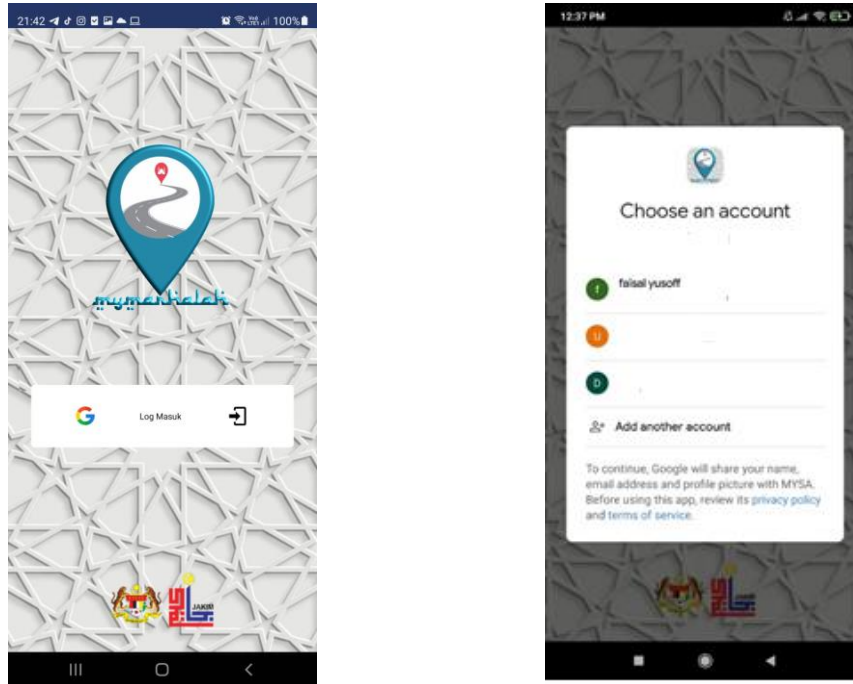 21:42
100%
mymarhalah
Log Masuk
JAKIM
12:37 PM
Choose an account
f
faisal yusoff
U
D
Add another account
To continue, Google will share your name,
email address and profile picture with MYSA.
Before using this app, review its privacy policy
and terms of service.